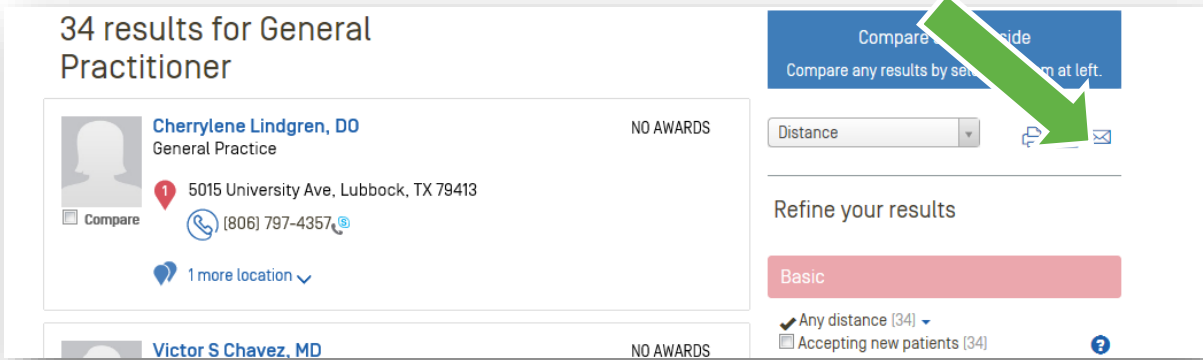 34 results for General
Practitioner
Compare side
Compare any results by at left.
Cherrylene Lindgren, DO
NO AWARDS
General Practice
1
5015 University Ave, Lubbock, TX 79413
Compare
(806) 797-4357
1 more location
Victor S Chavez, MD
NO AWARDS
Distance
Refine your results
Basic
Any distance (34)
Accepting new patients (34)
?